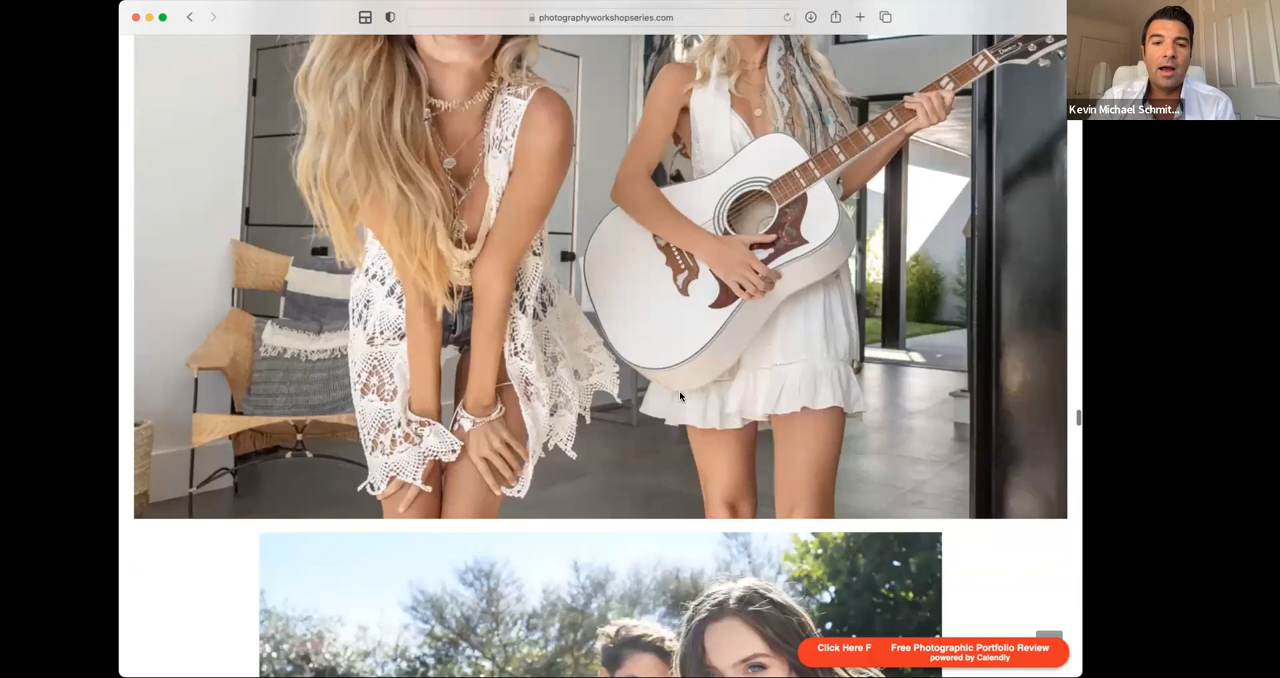 photographyworkshopseries.com
Kevin Michael Schmit...
Click Here F Free Photographic Portfolio Review
powered by Calendly